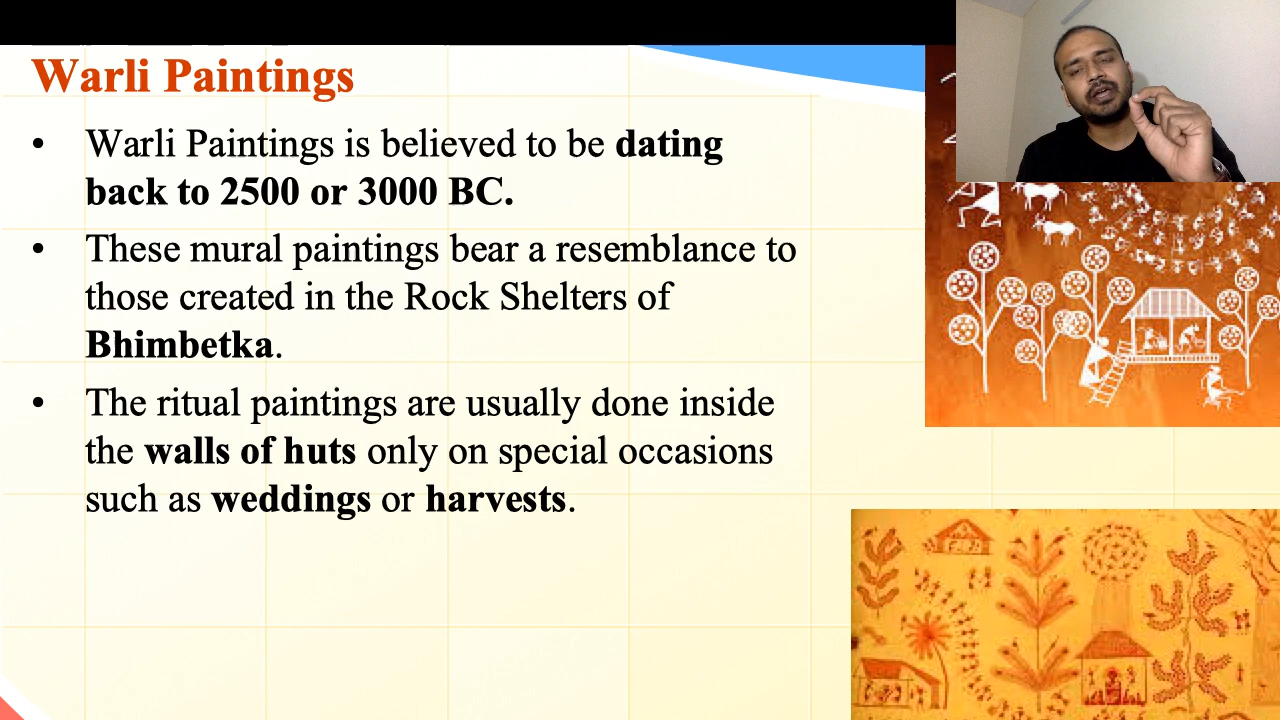 Warli Paintings
• Warli Paintings is believed to be dating
back to 2500 or 3000 BC.
• These mural paintings bear a resemblance to
those created in the Rock Shelters of
Bhimbetka.
• The ritual paintings are usually done inside
the walls of huts only on special occasions
such as weddings or harvests.